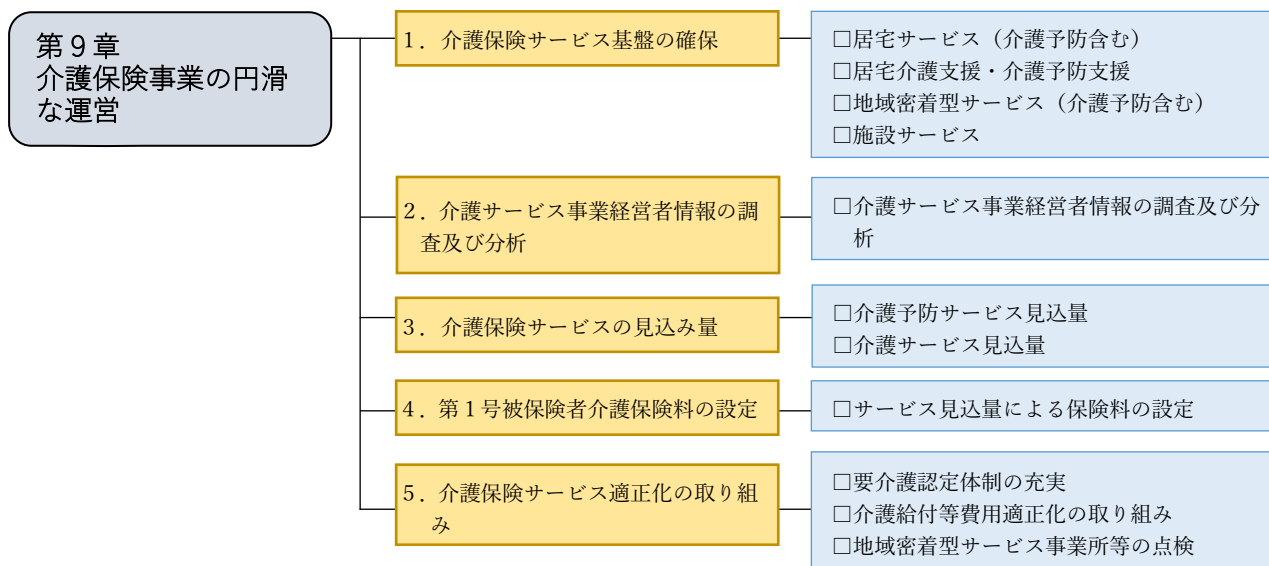 第９章
介護保険事業の円滑
な運営
１．介護保険サービス基盤の確保
□居宅サービス（介護予防含む）
□居宅介護支援・介護予防支援
□地域密着型サービス（介護予防含む）
□施設サービス
２．介護サービス事業経営者情報の調
査及び分析
□介護サービス事業経営者情報の調査及び分
析
３．介護保険サービスの見込み量
□介護予防サービス見込量
□介護サービス見込量
４．第１号被保険者介護保険料の設定
□サービス見込量による保険料の設定
５．介護保険サービス適正化の取り組
み
□要介護認定体制の充実
□介護給付等費用適正化の取り組み
□地域密着型サービス事業所等の点検